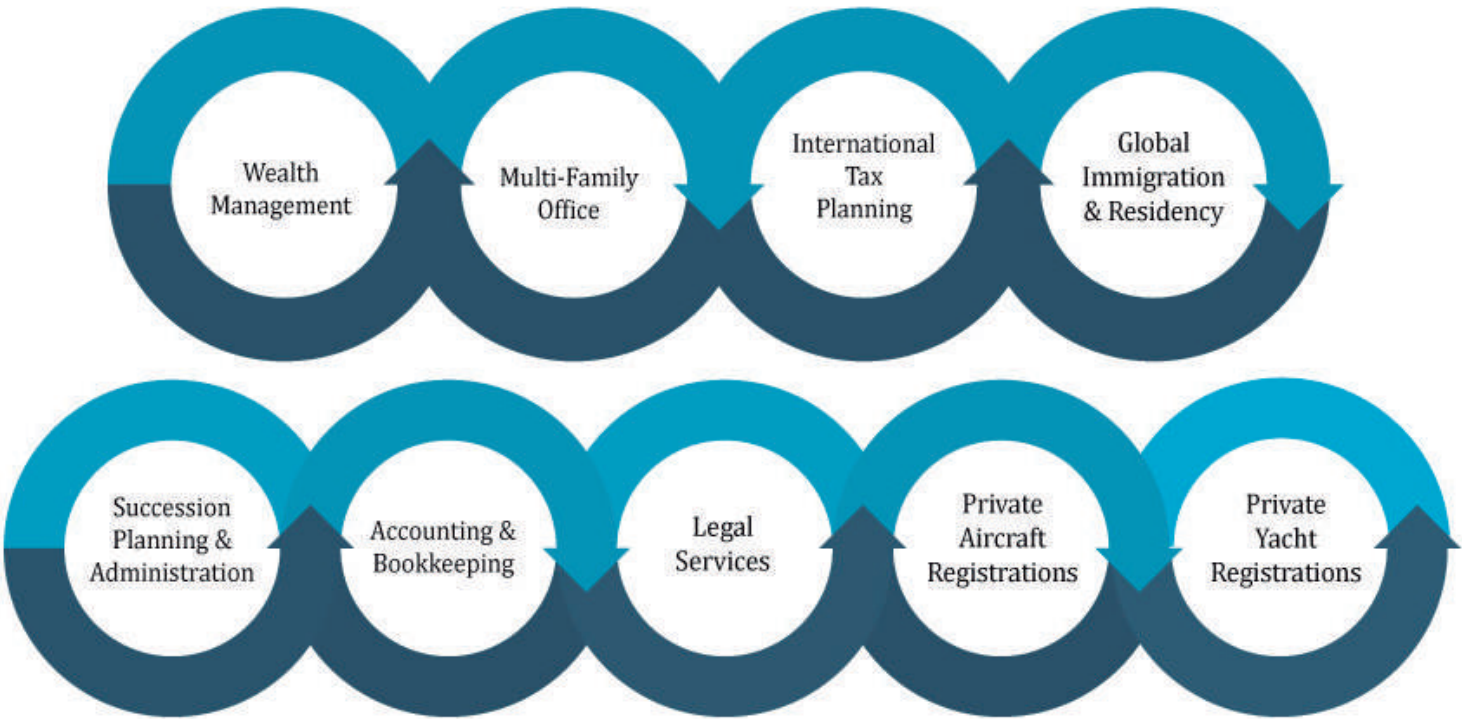 Wealth
Management
Multi-Family
Office
International
Tax
Planning
Global
Immigration
& Residency
Succession
Planning &
Administration
Accounting &
Bookkeeping
Legal
Services
Private
Aircraft
Registrations
Private
Yacht
Registrations